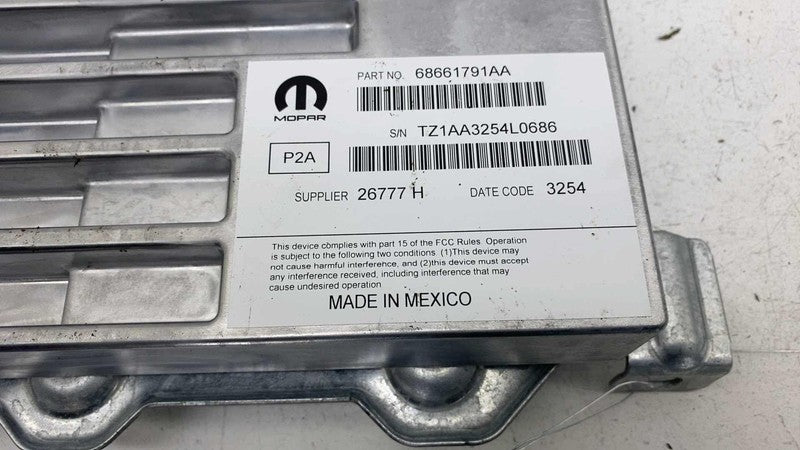 PART NO. 68661791AA
MOPAR
S/N TZ1AA3254L0686
P2A
SUPPLIER 26777 H DATE CODE 3254
This device complies with part 15 of the FCC Rules Operation
is subject to the following two conditions. (1)This device may
not cause harmful interference, and (2)this device must accept
any interference received, including interference that may
cause undesired operation
MADE IN MEXICO